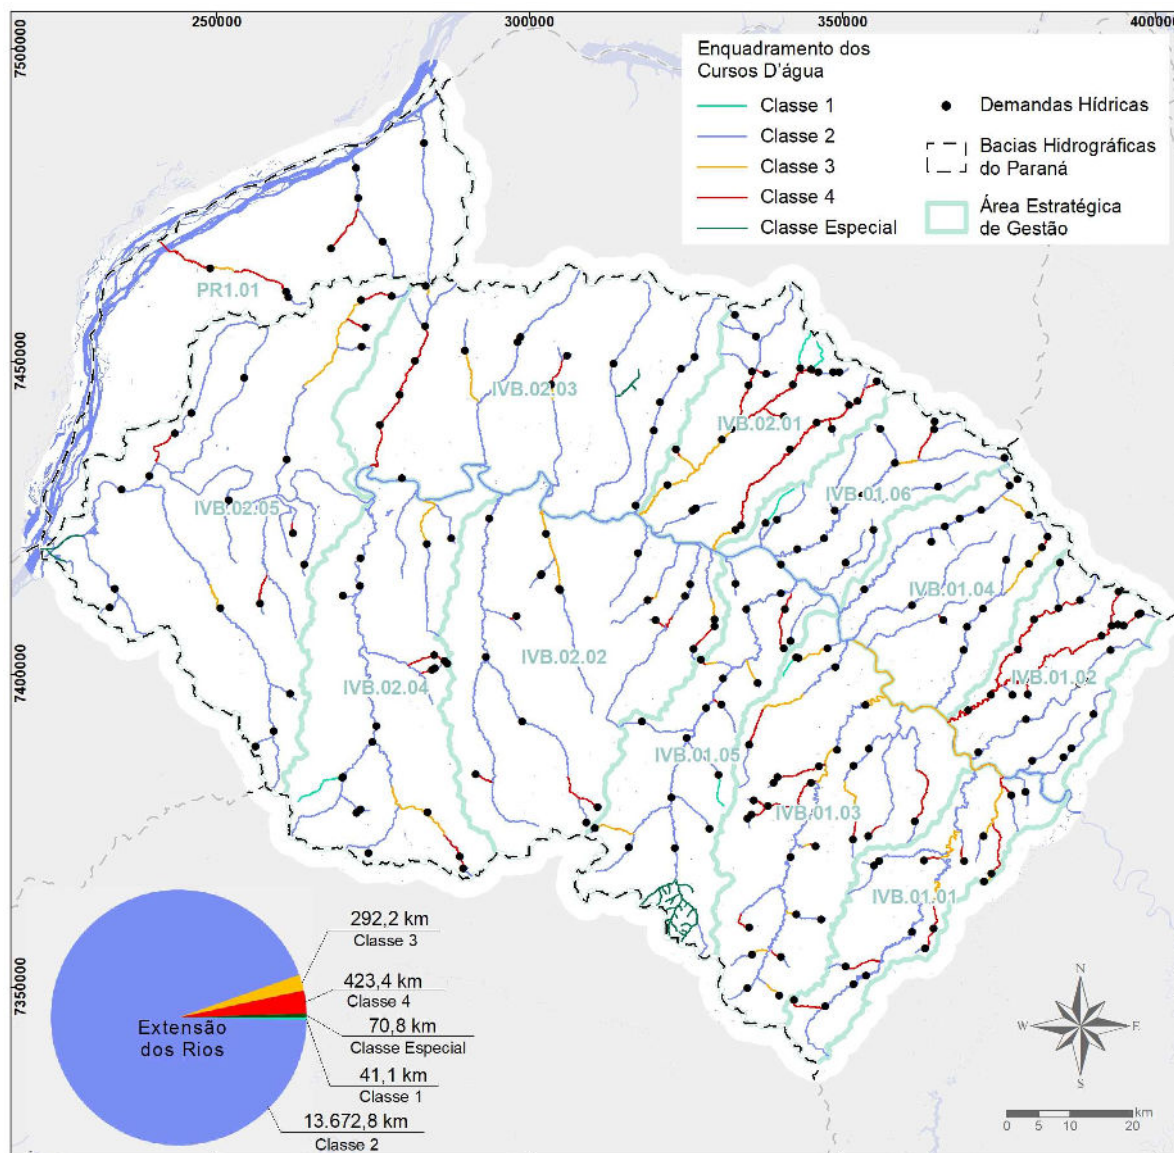 250000
300000
350000
400000
7500000
7450000
7400000
7350000
Enquadramento dos
Cursos D'água
Classe 1
Classe 2
Classe 3
Classe 4
Classe Especial
Demandas Hídricas
Bacias Hidrográficas
do Paraná
Área Estratégica
de Gestão
PR1.01
IVB.02.03
IVB.02.01
IVB.01.06
IVB.02.05
IVB.01.04
IVB.02.02
IVB.02.04
IVB.01.02
IVB.01.05
IVB.01.03
IVB.01.01
292,2 km
Classe 3
423,4 km
Classe 4
70,8 km
Classe Especial
41,1 km
Classe 1
13.672,8 km
Classe 2
Extensão
dos Rios
N
W
E
S
km
0 5 10 20